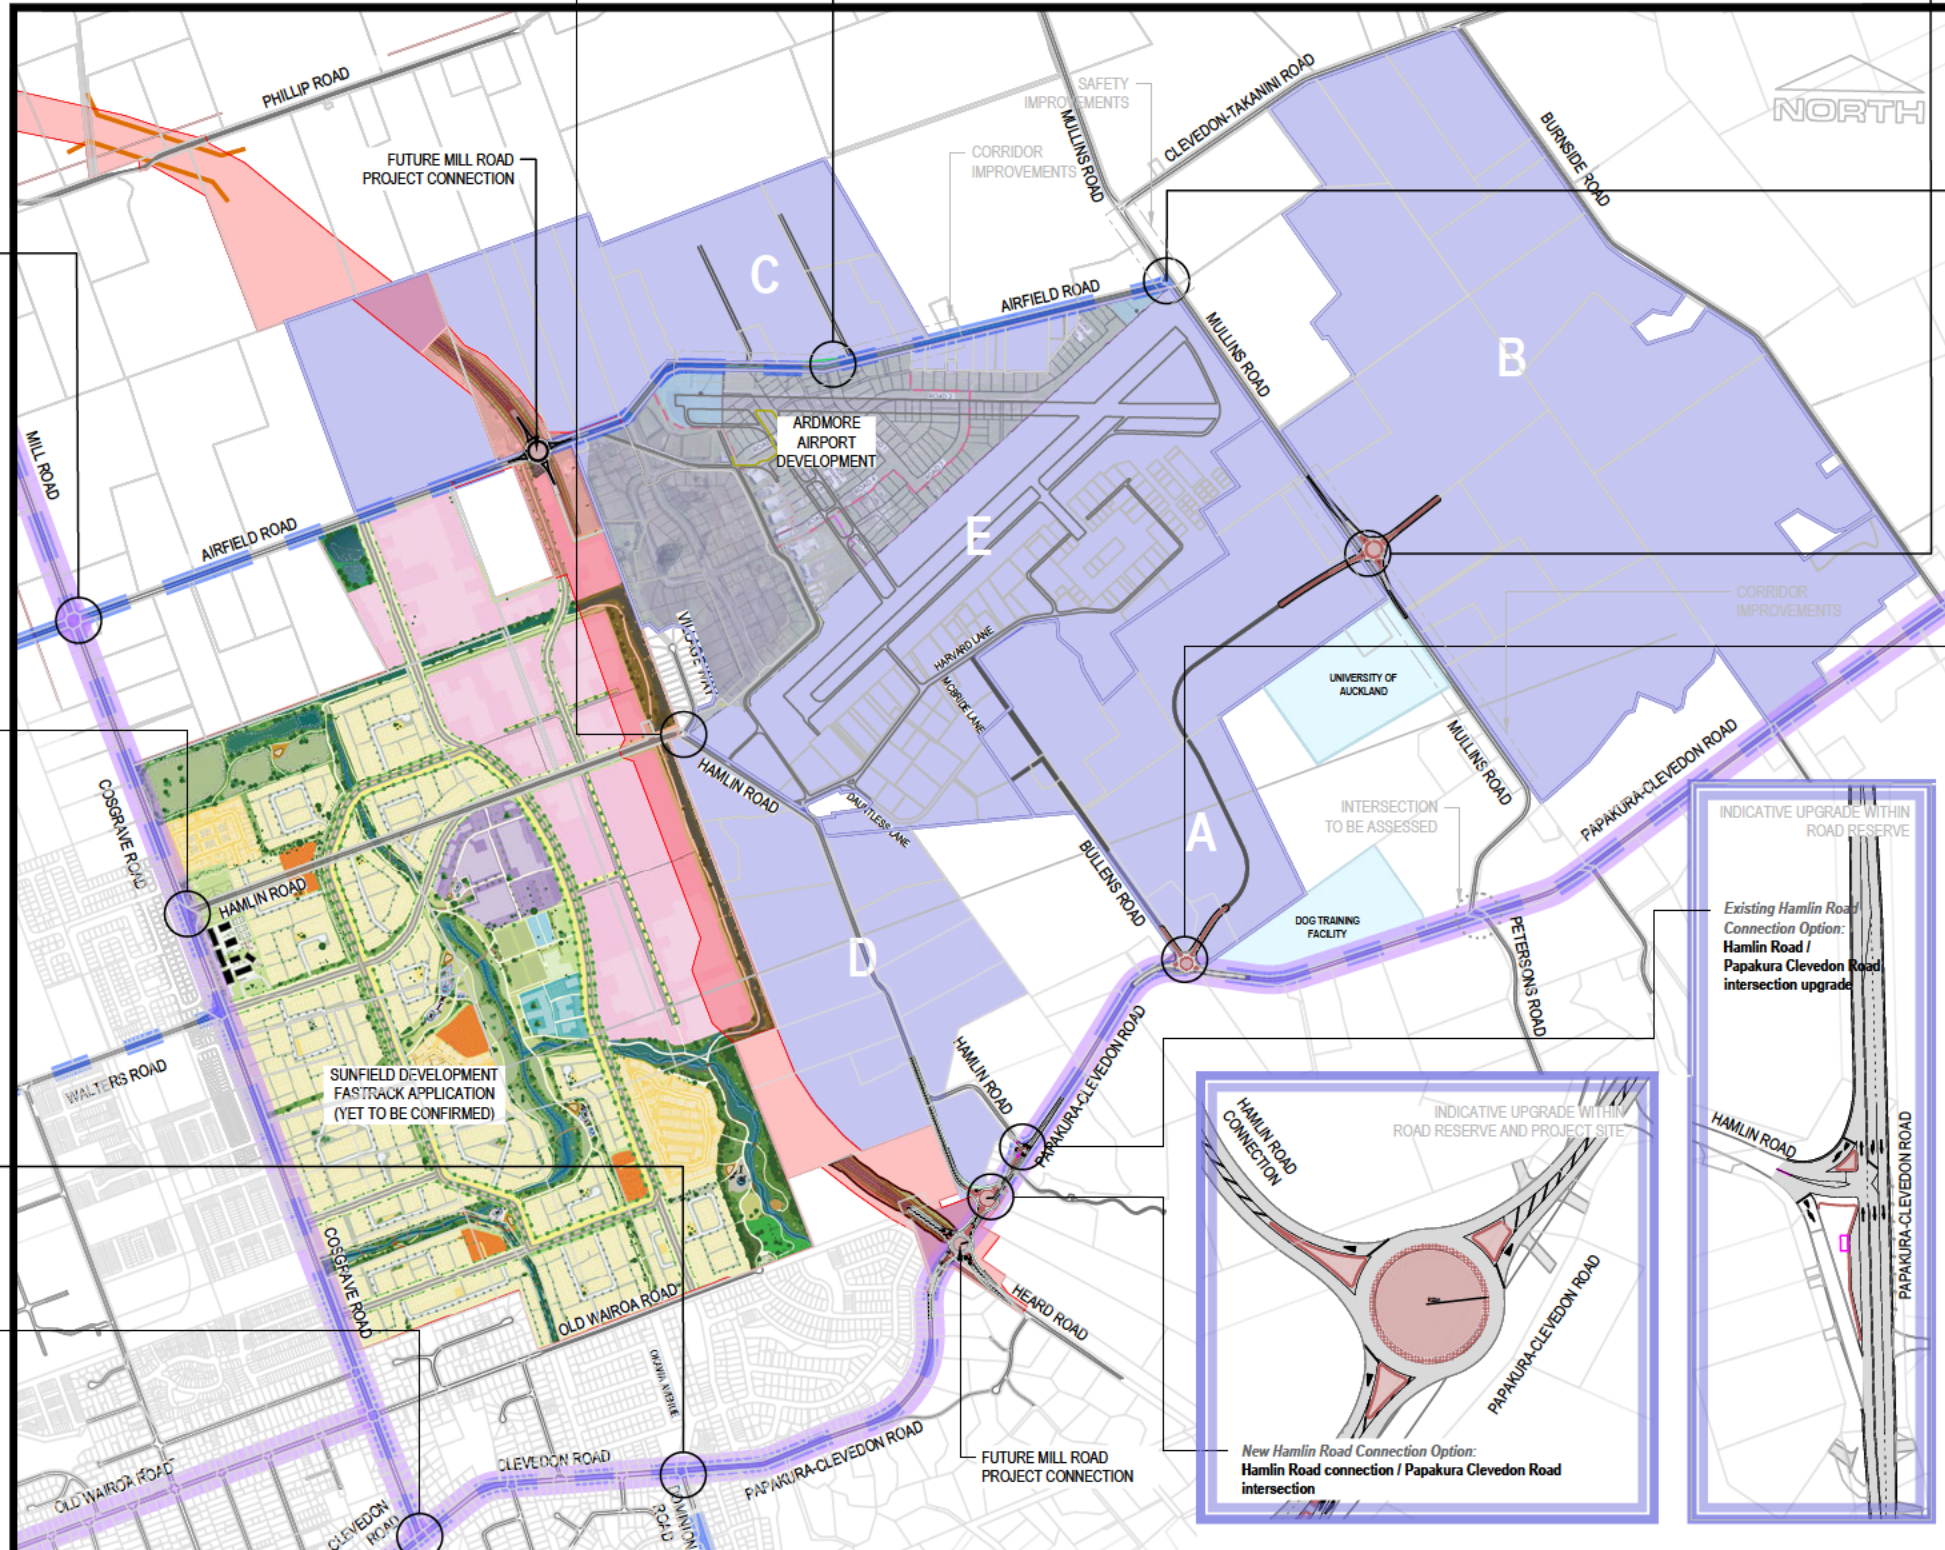 PHILLIP ROAD
FUTURE MILL ROAD
PROJECT CONNECTION
SAFETY
IMPROVEMENTS
CORRIDOR
IMPROVEMENTS
MULLINS ROAD
CLEVEDON-TAKANINI ROAD
BURNSIDE ROAD
NORTH
C
AIRFIELD ROAD
MULLINS ROAD
B
ARDMORE
AIRPORT
DEVELOPMENT
MILL ROAD
AIRFIELD ROAD
E
VILLAGE WAY
HARVARD LANE
MCBRIDE LANE
UNIVERSITY OF
AUCKLAND
CORRIDOR
IMPROVEMENTS
MULLINS ROAD
PAPAKURA-CLEVEDON ROAD
HAMLIN ROAD
DAUNTLESS LANE
COSGRAVE ROAD
HAMLIN ROAD
BULLENS ROAD
A
INTERSECTION
TO BE ASSESSED
D
DOG TRAINING
FACILITY
PETERSONS ROAD
INDICATIVE UPGRADE WITHIN
ROAD RESERVE
Existing Hamlin Road
Connection Option:
Hamlin Road /
Papakura Clevedon Road
intersection upgrade
HAMLIN ROAD
PAPAKURA-CLEVEDON ROAD
WALTERS ROAD
SUNFIELD DEVELOPMENT
FASTRACK APPLICATION
(YET TO BE CONFIRMED)
HAMLIN ROAD
PAPAKURA-CLEVEDON ROAD
INDICATIVE UPGRADE WITHIN
ROAD RESERVE AND PROJECT SITE
HAMLIN ROAD
CONNECTION
PAPAKURA-CLEVEDON ROAD
New Hamlin Road Connection Option:
Hamlin Road connection / Papakura Clevedon Road
intersection
COSGRAVE ROAD
OLD WAIROA ROAD
HEARD ROAD
FUTURE MILL ROAD
PROJECT CONNECTION
OLD WAIROA ROAD
CLEVEDON
ROAD
CLEVEDON ROAD
DOMINION
ROAD
PAPAKURA-CLEVEDON ROAD